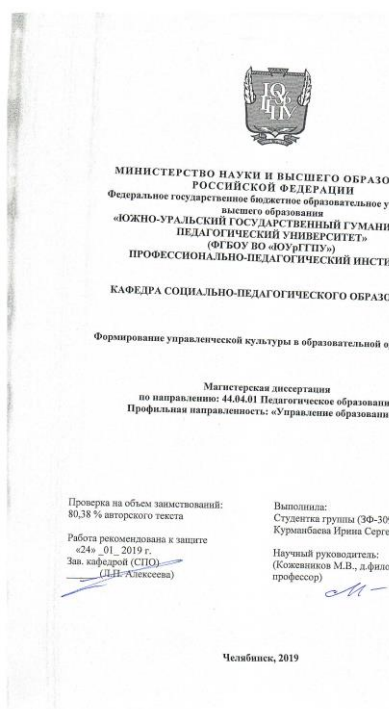 МИНИСТЕРСТВО НАУКИ И ВЫСШЕГО ОБРАЗО
РОССИЙСКОЙ ФЕДЕРАЦИИ
Федеральное государственное бюджетное образовательное у
высшего образования
«ЮЖНО-УРАЛЬСКИЙ ГОСУДАРСТВЕННЫЙ ГУМАНИ
ПЕДАГОГИЧЕСКИЙ УНИВЕРСИТЕТ»
(ФГБОУ ВО «ЮУрГГПУ»)
ПРОФЕССИОНАЛЬНО-ПЕДАГОГИЧЕСКИЙ ИНСТИ
КАФЕДРА СОЦИАЛЬНО-ПЕДАГОГИЧЕСКОГО ОБРАЗО
Формирование управленческой культуры в образовательной о
Магистерская диссертация
по направлению: 44.04.01 Педагогическое образовани
Профильная направленность: «Управление образовани
Проверка на объем заимствований:
80,38 % авторского текста
Работа рекомендована к защите
«24» _01_ 2019 г.
Зав. кафедрой (СПО)
(Л.П. Алексеева)
Выполнила:
Студентка группы (ЗФ-309
Курманбаева Ирина Серге
Научный руководитель:
(Кожевников М.В., д.фило
профессор)
Челябинск, 2019